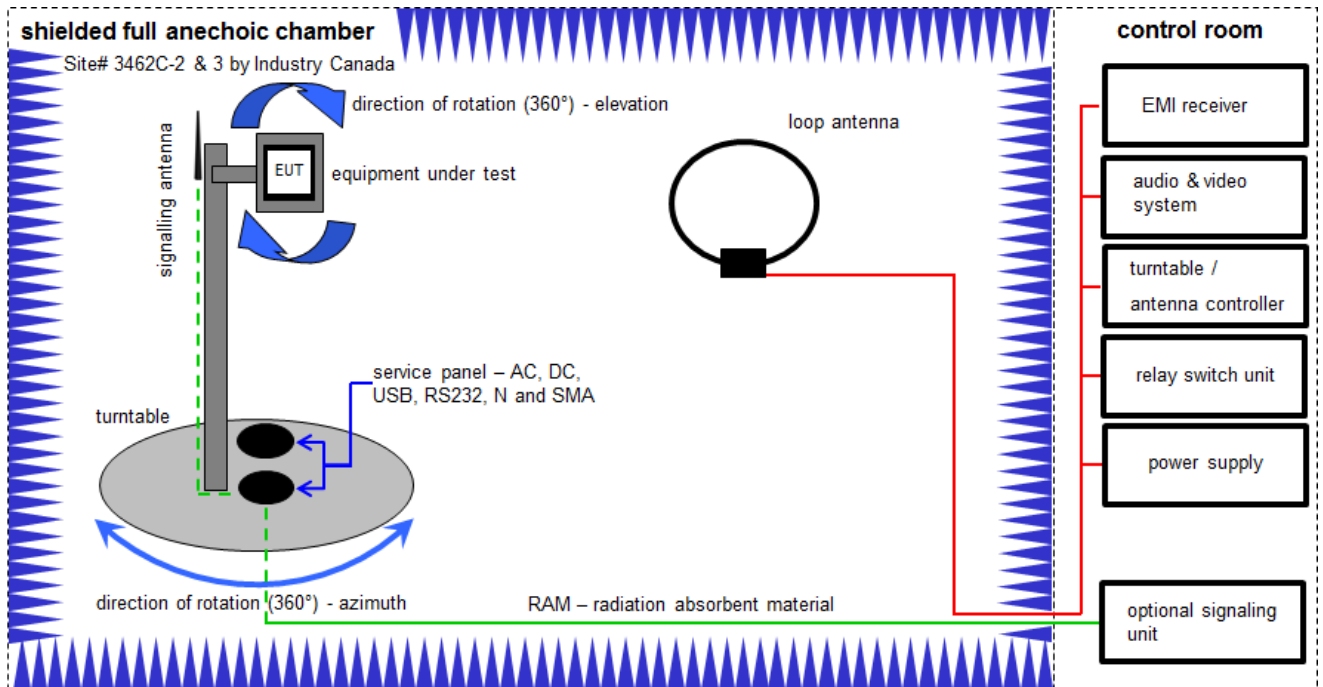 shielded full anechoic chamber
Site# 3462C-2 & 3 by Industry Canada
direction of rotation (360°) - elevation
signalling antenna
EUT
equipment under test
loop antenna
service panel – AC, DC,
USB, RS232, N and SMA
turntable
direction of rotation (360°) - azimuth
RAM – radiation absorbent material
control room
EMI receiver
audio & video
system
turntable /
antenna controller
relay switch unit
power supply
optional signaling
unit